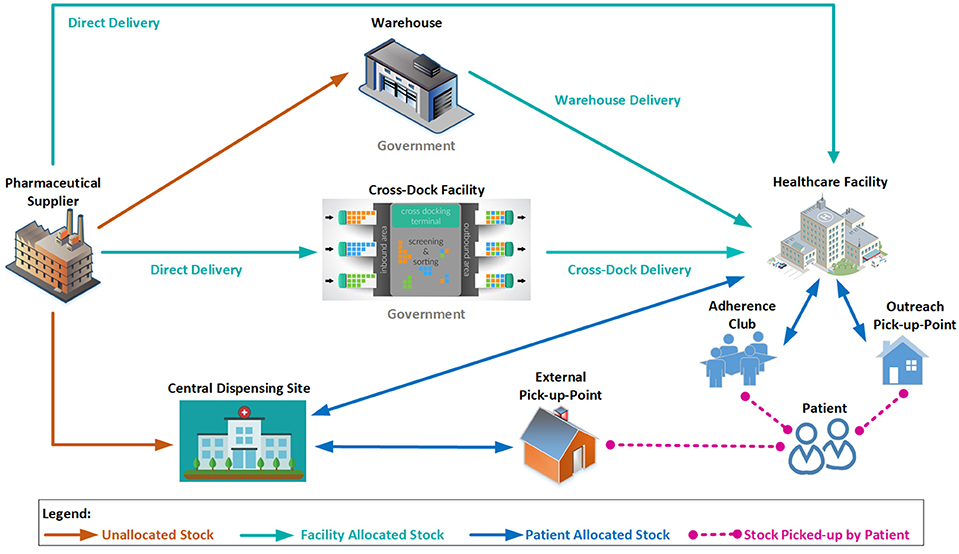 Direct Delivery
Warehouse
Warehouse Delivery
Government
Pharmaceutical
Supplier
Cross-Dock Facility
Healthcare Facility
cross docking
terminal
inbound area
screening
&
sorting
outbound area
Direct Delivery
Cross-Dock Delivery
Government
Adherence
Club
Outreach
Pick-up-Point
Central Dispensing Site
External
Pick-up-Point
Patient
H
Legend:
Unallocated Stock
Facility Allocated Stock
Patient Allocated Stock
Stock Picked-up by Patient